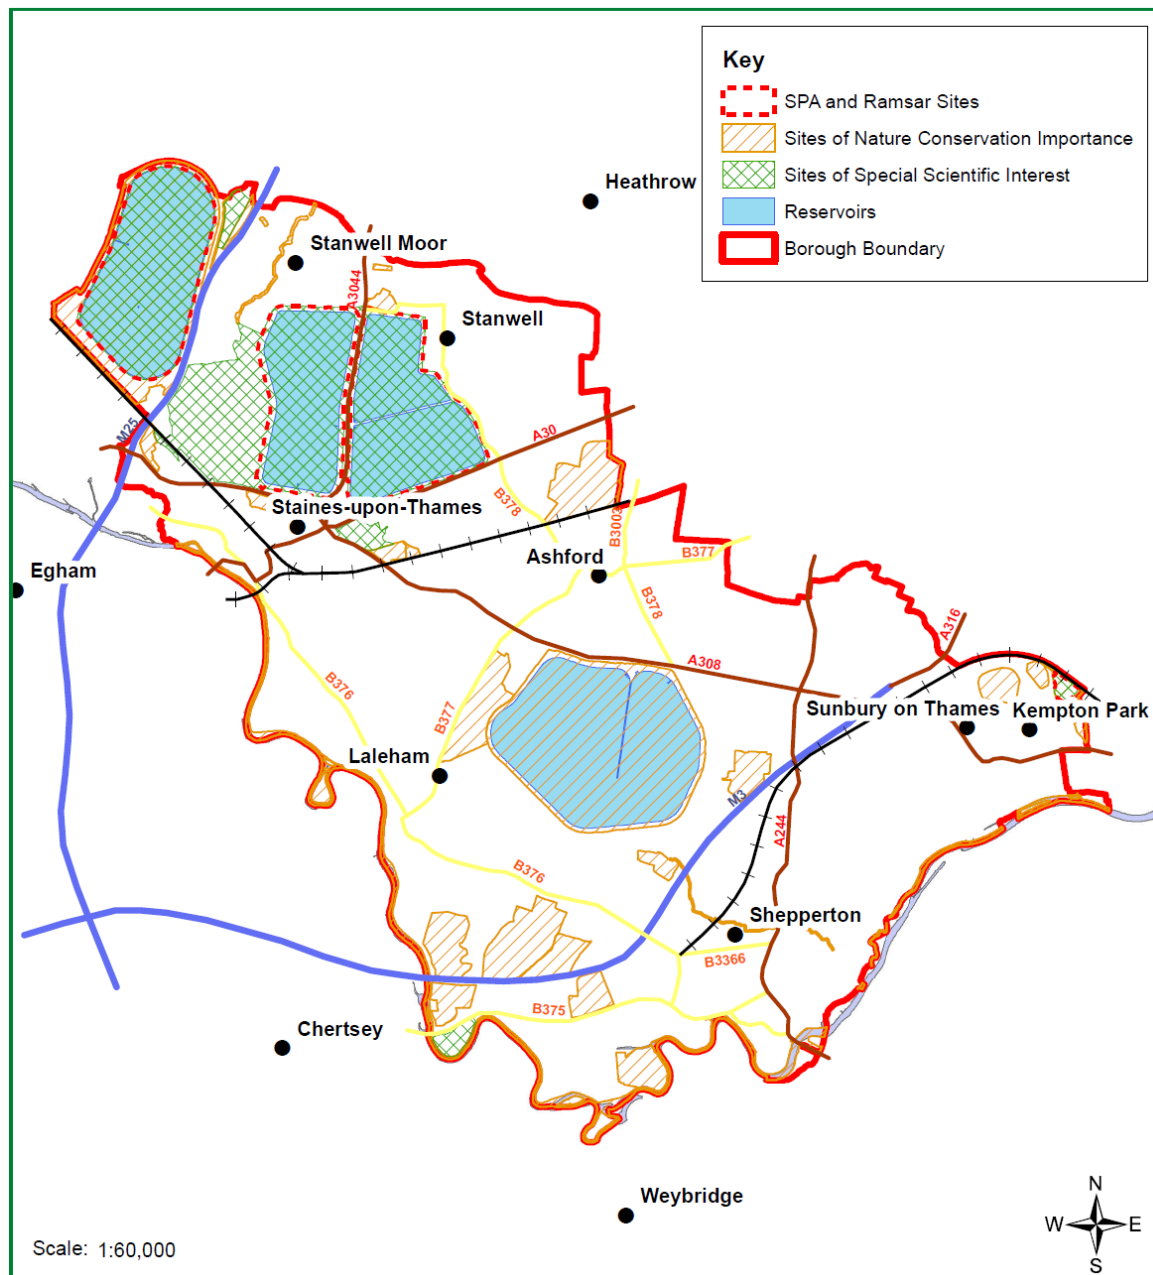 Key
SPA and Ramsar Sites
Sites of Nature Conservation Importance
Sites of Special Scientific Interest
Reservoirs
Borough Boundary
Heathrow
Stanwell Moor
A3044
Stanwell
A30
M25
B378
Staines-upon-Thames
B3003
B377
Ashford
Egham
B378
A316
A308
B376
B377
Sunbury on Thames
Kempton Park
Laleham
M3
A244
B376
Shepperton
B3366
B375
Chertsey
Weybridge
N
W
E
S
Scale: 1:60,000